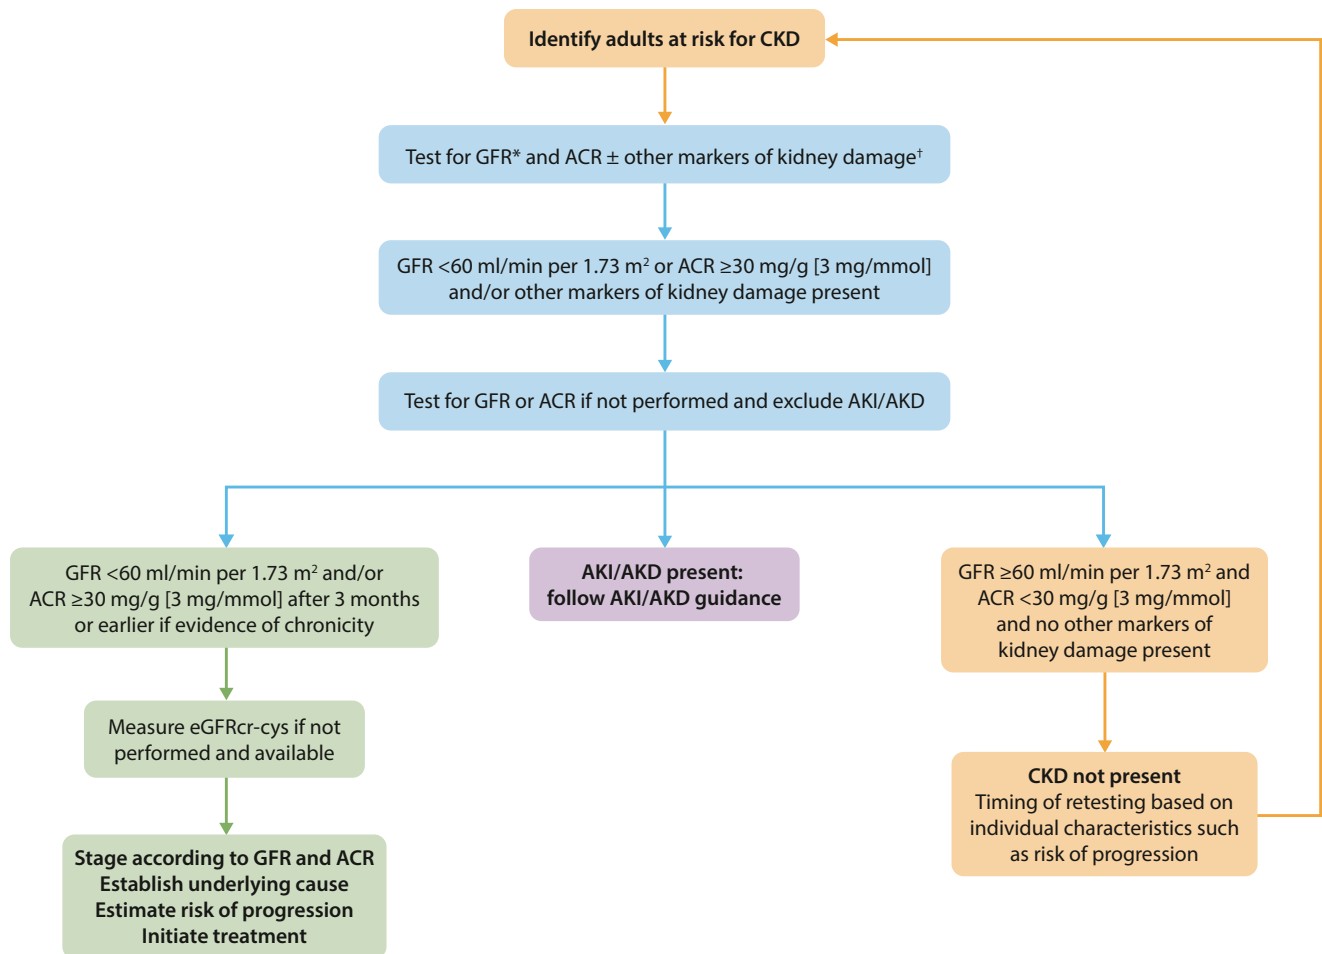 Identify adults at risk for CKD
Test for GFR* and ACR ± other markers of kidney damage†
GFR <60 ml/min per 1.73 m² or ACR ≥30 mg/g [3 mg/mmol]
and/or other markers of kidney damage present
Test for GFR or ACR if not performed and exclude AKI/AKD
GFR <60 ml/min per 1.73 m² and/or
ACR ≥30 mg/g [3 mg/mmol] after 3 months
or earlier if evidence of chronicity
AKI/AKD present:
follow AKI/AKD guidance
GFR ≥60 ml/min per 1.73 m² and
ACR <30 mg/g [3 mg/mmol]
and no other markers of
kidney damage present
Measure eGFRcr-cys if not
performed and available
CKD not present
Timing of retesting based on
individual characteristics such
as risk of progression
Stage according to GFR and ACR
Establish underlying cause
Estimate risk of progression
Initiate treatment